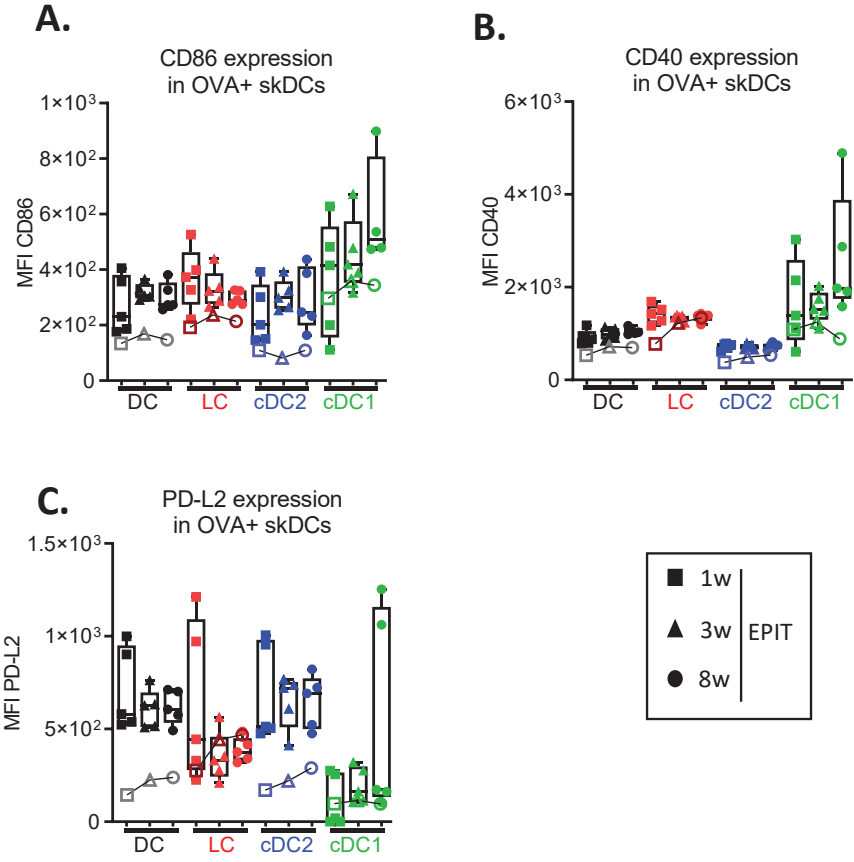 A.
CD86 expression
in OVA+ skDCs
MFI CD86
1×10³
8×10²
6×10²
4×10²
2×10²
0
DC LC cDC2 cDC1
B.
CD40 expression
in OVA+ skDCs
MFI CD40
6×10³
4×10³
2×10³
0
DC LC cDC2 cDC1
C.
PD-L2 expression
in OVA+ skDCs
MFI PD-L2
1.5×10³
1×10³
5×10²
0
DC LC cDC2 cDC1
1w
3w
8w
EPIT